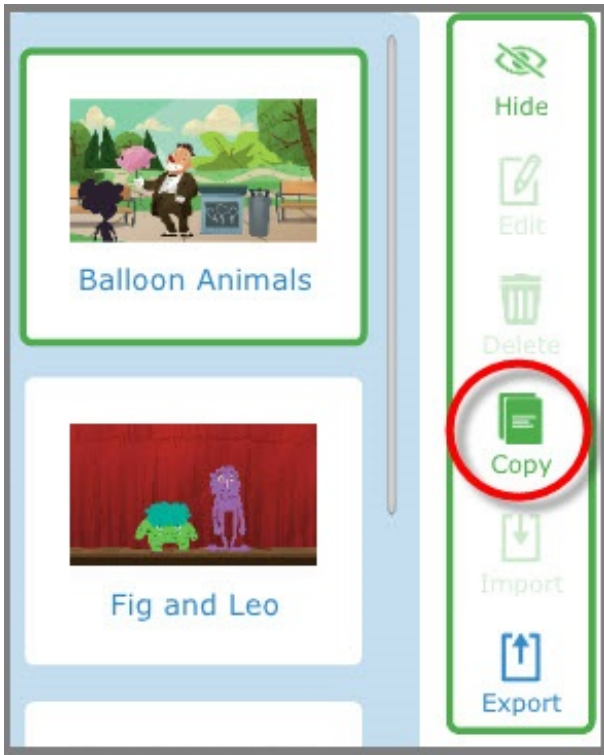 Balloon Animals
Fig and Leo
Hide
Edit
Delete
Copy
Import
Export